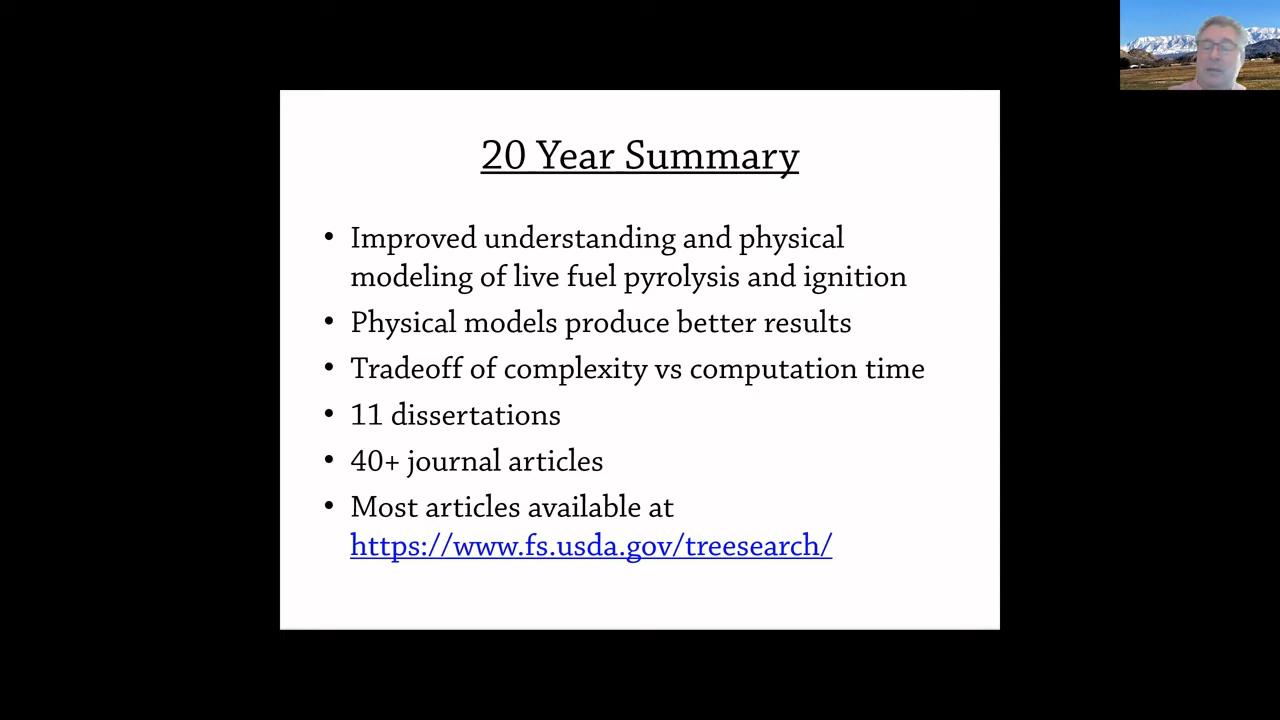 20 Year Summary
• Improved understanding and physical
modeling of live fuel pyrolysis and ignition
• Physical models produce better results
• Tradeoff of complexity vs computation time
• 11 dissertations
• 40+ journal articles
• Most articles available at
https://www.fs.usda.gov/treesearch/